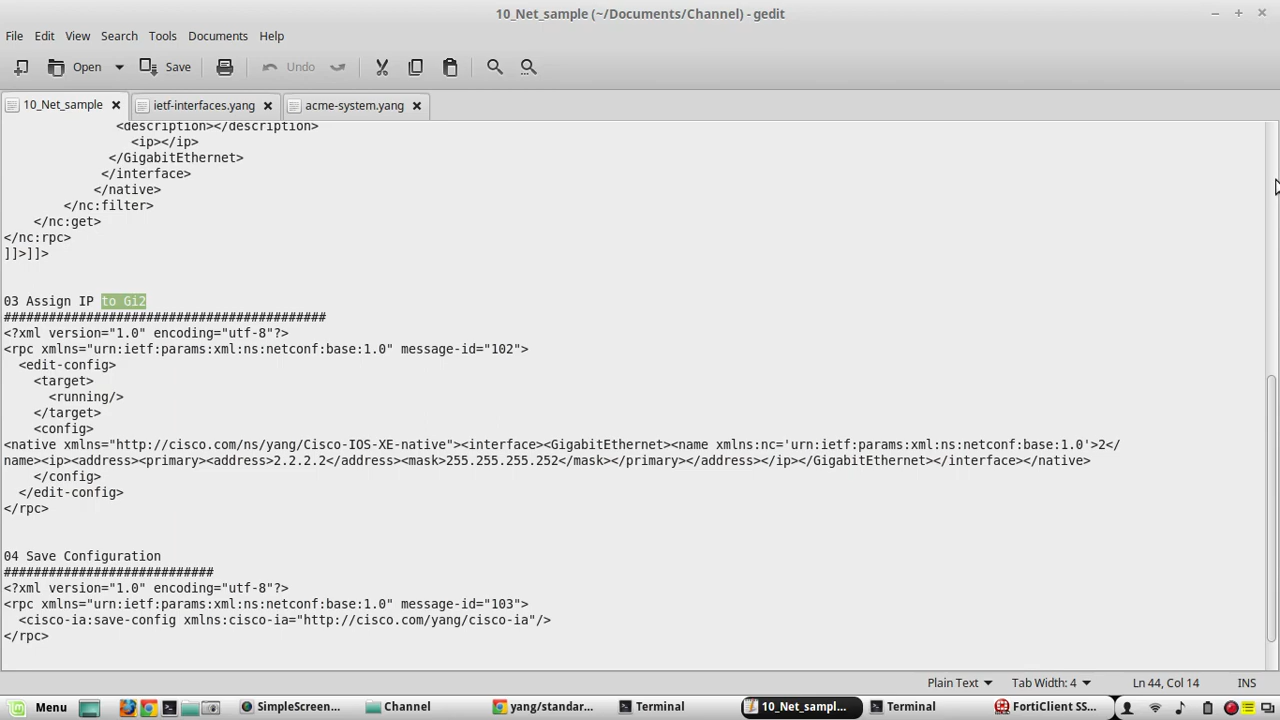 10_Net_sample (~/Documents/Channel) - gedit
File Edit View Search Tools Documents Help
Open Save Undo
10_Net_sample ietf-interfaces.yang acme-system.yang
<description></description>
<ip></ip>
</GigabitEthernet>
</interface>
</native>
</nc:filter>
</nc:get>
</nc:rpc>
]]>]]>
03 Assign IP to Gi2
###########################################
<?xml version="1.0" encoding="utf-8"?>
<rpc xmlns="urn:ietf:params:xml:ns:netconf:base:1.0" message-id="102">
<edit-config>
<target>
<running/>
</target>
<config>
<native xmlns="http://cisco.com/ns/yang/Cisco-IOS-XE-native"><interface><GigabitEthernet><name xmlns:nc='urn:ietf:params:xml:ns:netconf:base:1.0'>2</
name><ip><address><primary><address>2.2.2.2</address><mask>255.255.255.252</mask></primary></address></ip></GigabitEthernet></interface></native>
</config>
</edit-config>
</rpc>
04 Save Configuration
############################
<?xml version="1.0" encoding="utf-8"?>
<rpc xmlns="urn:ietf:params:xml:ns:netconf:base:1.0" message-id="103">
<cisco-ia:save-config xmlns:cisco-ia="http://cisco.com/yang/cisco-ia"/>
</rpc>
Plain Text Tab Width: 4 Ln 44, Col 14 INS
Menu SimpleScreen... Channel yang/standar... Terminal 10_Net_sampl... Terminal FortiClient SS...